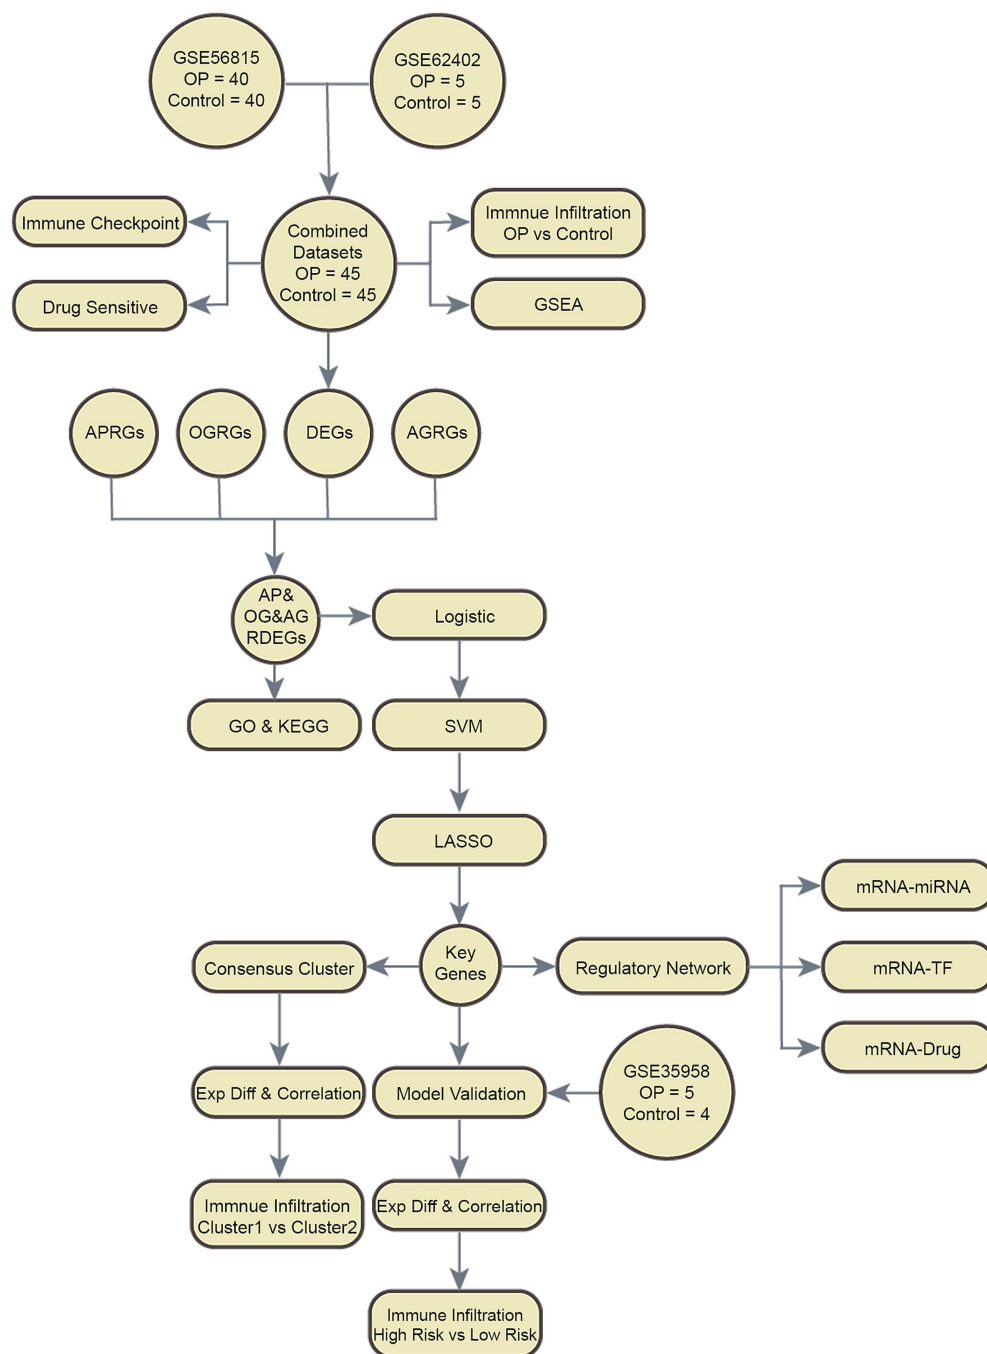 GSE56815
OP = 40
Control = 40
GSE62402
OP = 5
Control = 5
Immune Checkpoint
Drug Sensitive
Combined
Datasets
OP = 45
Control = 45
Immnue Infiltration
OP vs Control
GSEA
APRGs
OGRGs
DEGs
AGRGs
AP&
OG&AG
RDEGs
Logistic
GO & KEGG
SVM
LASSO
Key
Genes
Consensus Cluster
Regulatory Network
mRNA-miRNA
mRNA-TF
mRNA-Drug
Exp Diff & Correlation
Model Validation
GSE35958
OP = 5
Control = 4
Immnue Infiltration
Cluster1 vs Cluster2
Exp Diff & Correlation
Immune Infiltration
High Risk vs Low Risk